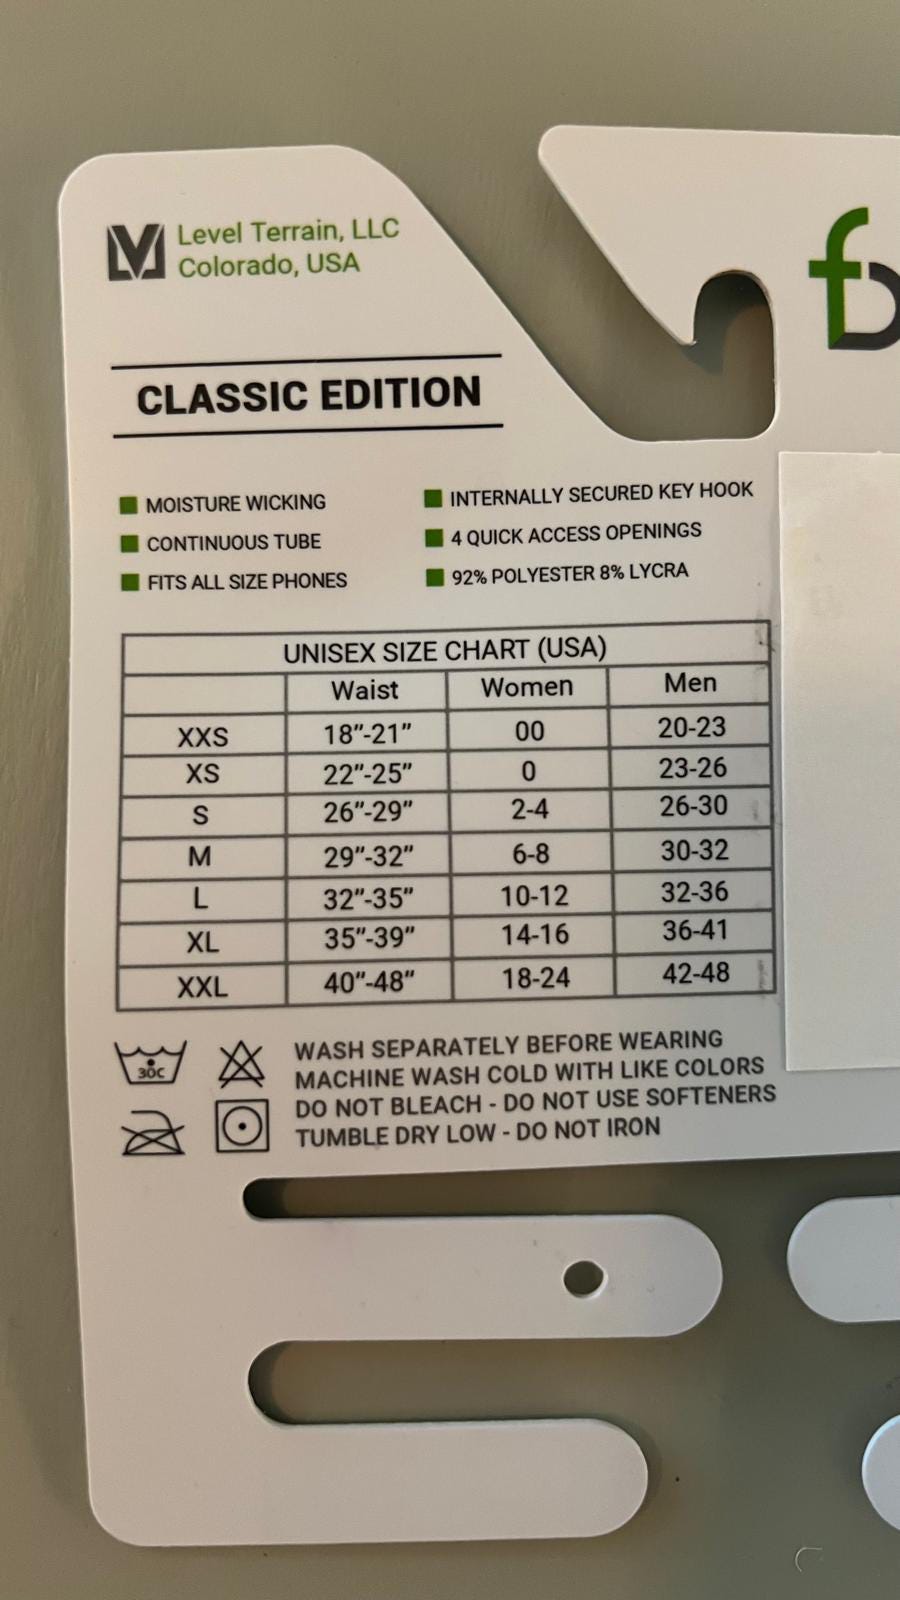 Level Terrain, LLC
Colorado, USA
fb
CLASSIC EDITION
MOISTURE WICKING
CONTINUOUS TUBE
FITS ALL SIZE PHONES
INTERNALLY SECURED KEY HOOK
4 QUICK ACCESS OPENINGS
92% POLYESTER 8% LYCRA
UNISEX SIZE CHART (USA)
Waist Women Men
XXS 18”-21” 00 20-23
XS 22”-25” 0 23-26
S 26”-29” 2-4 26-30
M 29”-32” 6-8 30-32
L 32”-35” 10-12 32-36
XL 35”-39” 14-16 36-41
XXL 40”-48” 18-24 42-48
30C
WASH SEPARATELY BEFORE WEARING
MACHINE WASH COLD WITH LIKE COLORS
DO NOT BLEACH - DO NOT USE SOFTENERS
TUMBLE DRY LOW - DO NOT IRON